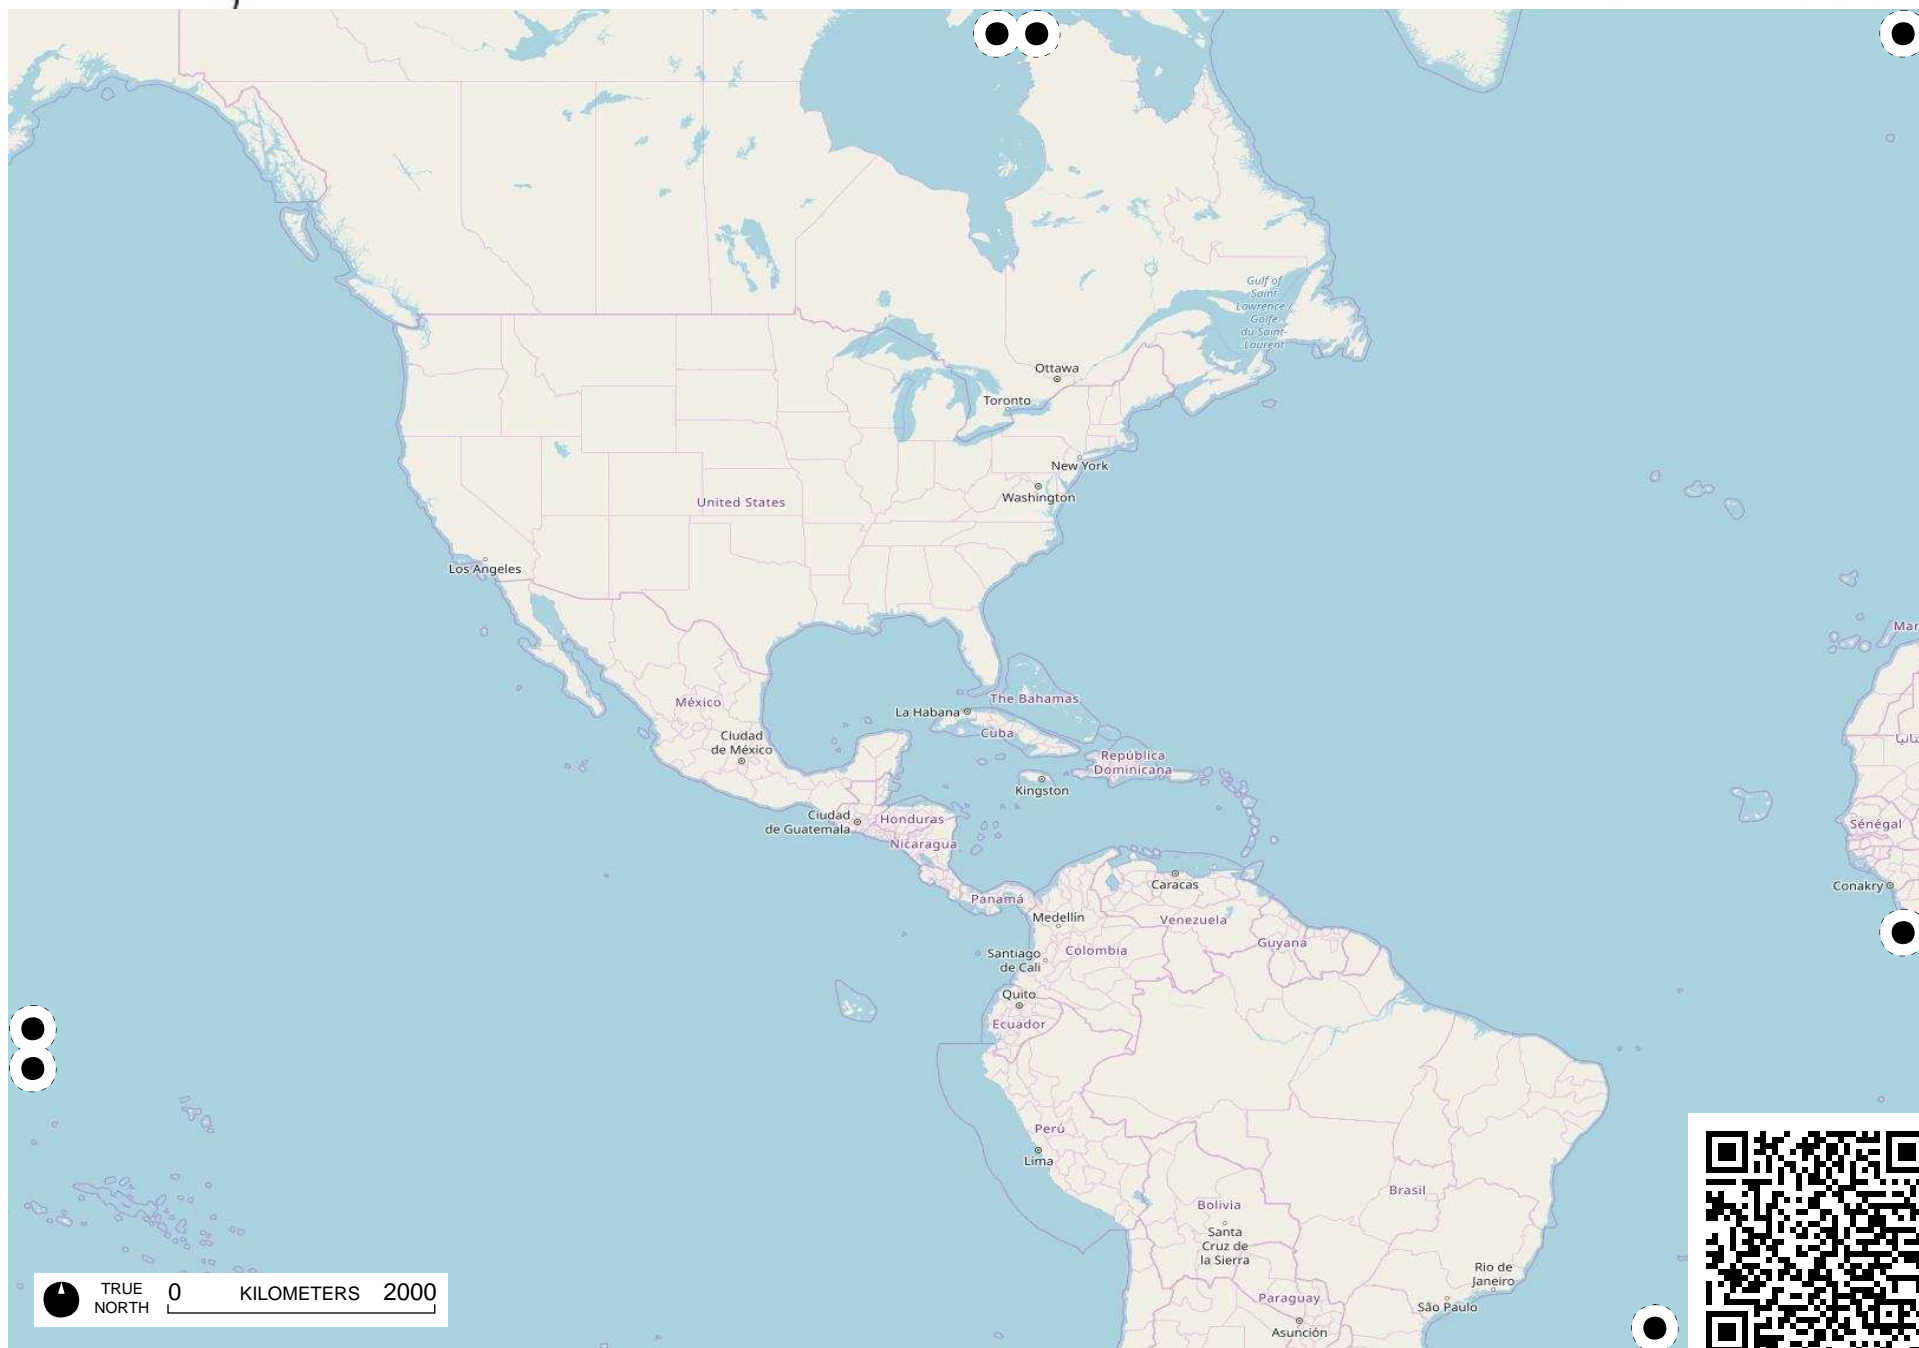 Gulf of
Saint
Lawrence /
Golfe
du Saint-
Laurent
Ottawa
Toronto
New York
Washington
United States
Los Angeles
México
Ciudad
de México
La Habana
The Bahamas
Cuba
República
Dominicana
Kingston
Ciudad
de Guatemala
Honduras
Nicaragua
Panamá
Caracas
Medellín
Venezuela
Guyana
Colombia
Santiago
de Cali
Quito
Ecuador
Mar
Sénégal
Conakry
Perú
Lima
Brasil
Bolivia
Santa
Cruz de
la Sierra
Rio de
Janeiro
São Paulo
Paraguay
Asunción
TRUE
NORTH
0 KILOMETERS 2000